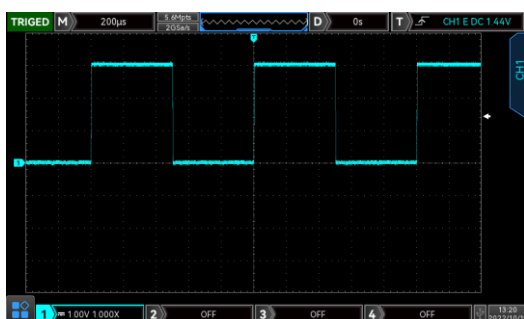 TRIGED M 200μs 5.6Mpts D 0s T CH1 E DC 1.44V
2GSa/s
T
CH1
1
1 1.00V 1.000X 2 OFF 3 OFF 4 OFF 13:20